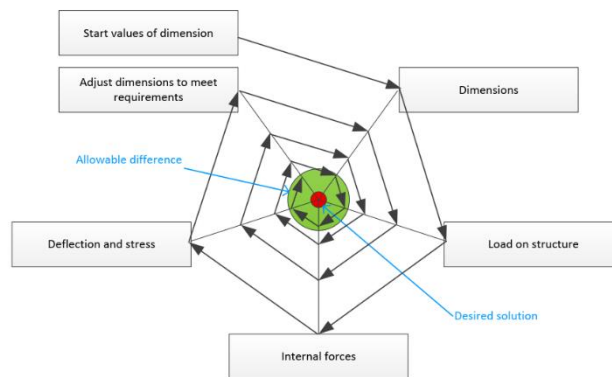 Start values of dimension
Adjust dimensions to meet
requirements
Dimensions
Allowable difference
Deflection and stress
Load on structure
Desired solution
Internal forces